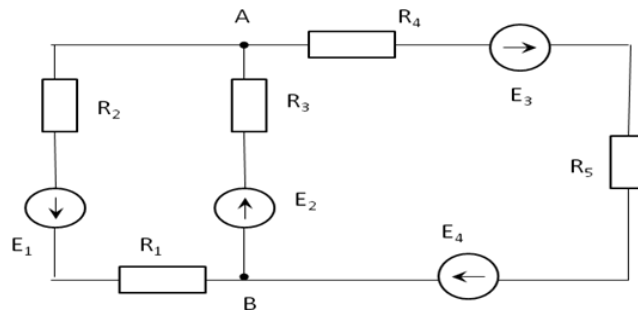 A
R₄
R₂
R₃
E₃
R₅
E₁
E₂
R₁
E₄
B